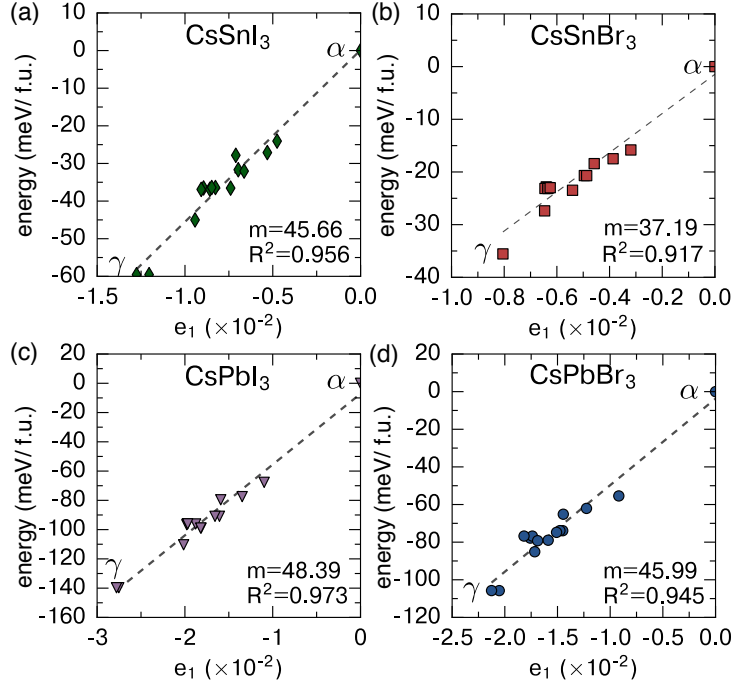 (a)
CsSnI3
α
γ
m=45.66
R²=0.956
energy (meV/ f.u.)
20
10
0
-10
-20
-30
-40
-50
-60
-1.5
-1.0
-0.5
0.0
e1 (×10⁻²)
(b)
CsSnBr3
α
γ
m=37.19
R²=0.917
energy (meV/ f.u.)
10
0
-10
-20
-30
-40
-1.0
-0.8
-0.6
-0.4
-0.2
0.0
e1 (×10⁻²)
(c)
CsPbI3
α
γ
m=48.39
R²=0.973
energy (meV/ f.u.)
20
0
-20
-40
-60
-80
-100
-120
-140
-160
-3
-2
-1
0
e1 (×10⁻²)
(d)
CsPbBr3
α
γ
m=45.99
R²=0.945
energy (meV/ f.u.)
20
0
-20
-40
-60
-80
-100
-120
-2.5
-2.0
-1.5
-1.0
-0.5
0.0
e1 (×10⁻²)